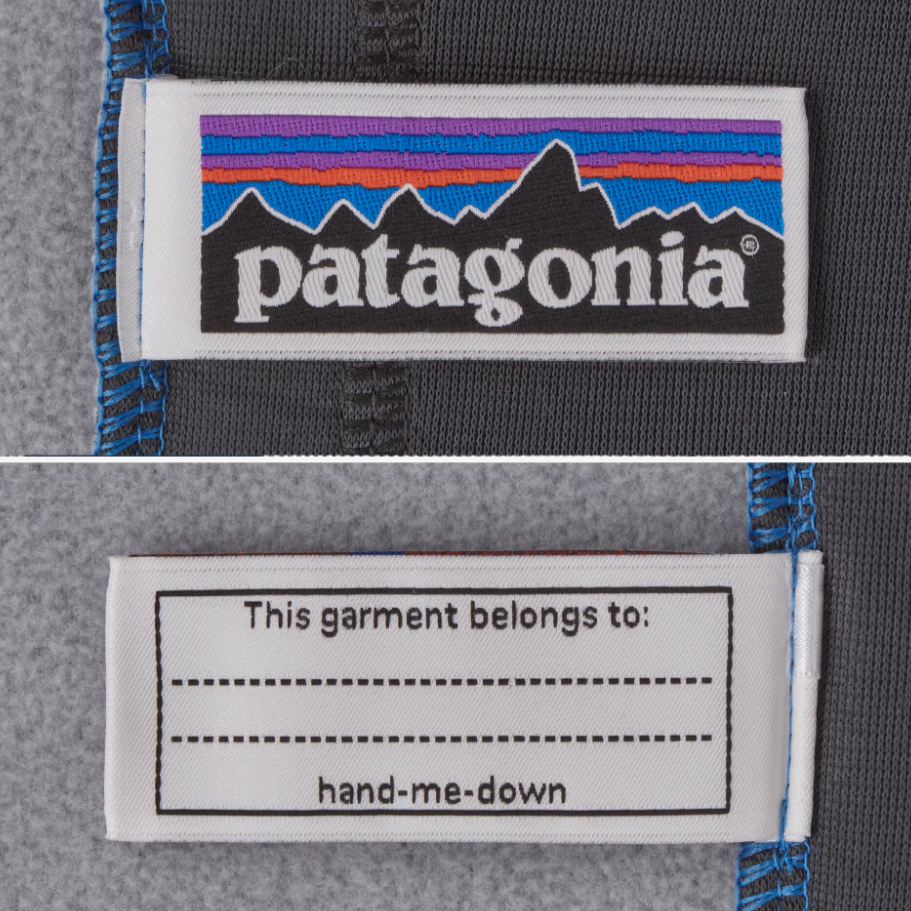 patagonia
This garment belongs to:
hand-me-down